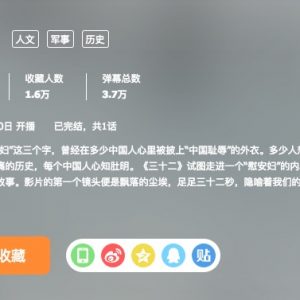 人文 军事 历史
收藏人数 弹幕总数
1.6万 3.7万
0日 开播 已完结，共1话
妇"这三个字，曾经在多少中国人心里被披上"中国耻辱"的外衣。多少人
痛的历史，每个中国人心知肚明。《三十二》试图走进一个"慰安妇"的内
故事。影片的第一个镜头便是飘落的尘埃，足足三十二秒，隐喻着我们的
收藏
贴